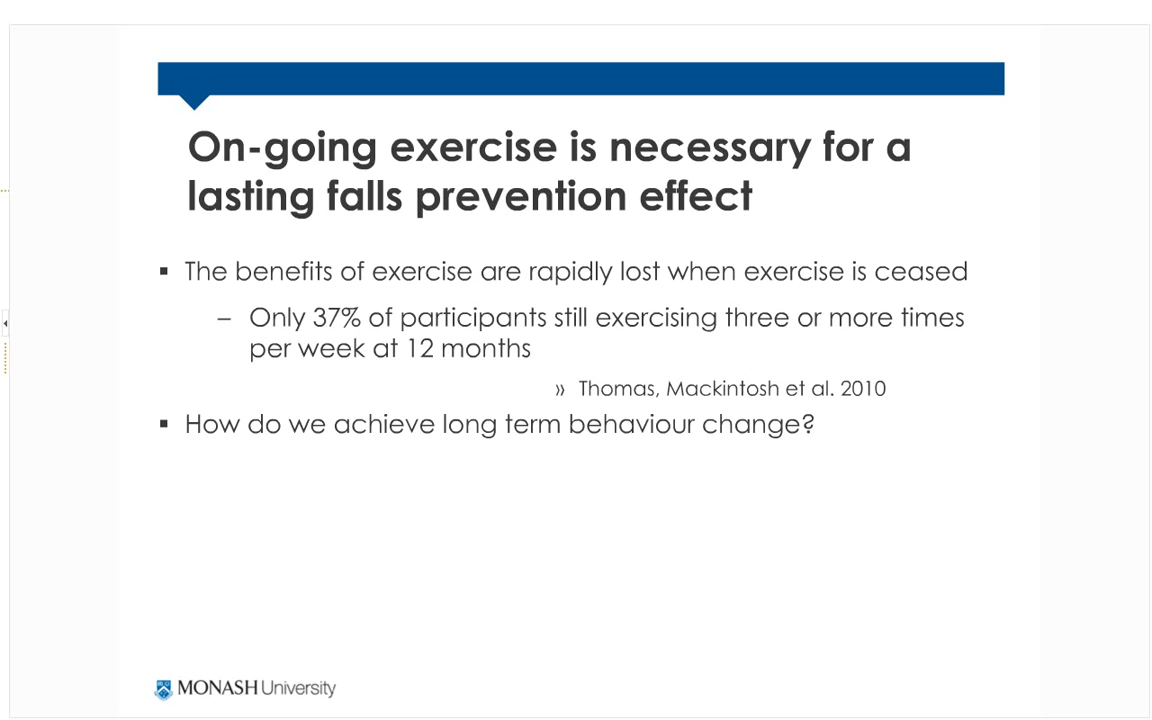 On-going exercise is necessary for a
lasting falls prevention effect
▪ The benefits of exercise are rapidly lost when exercise is ceased
– Only 37% of participants still exercising three or more times
per week at 12 months
» Thomas, Mackintosh et al. 2010
▪ How do we achieve long term behaviour change?
MONASH University